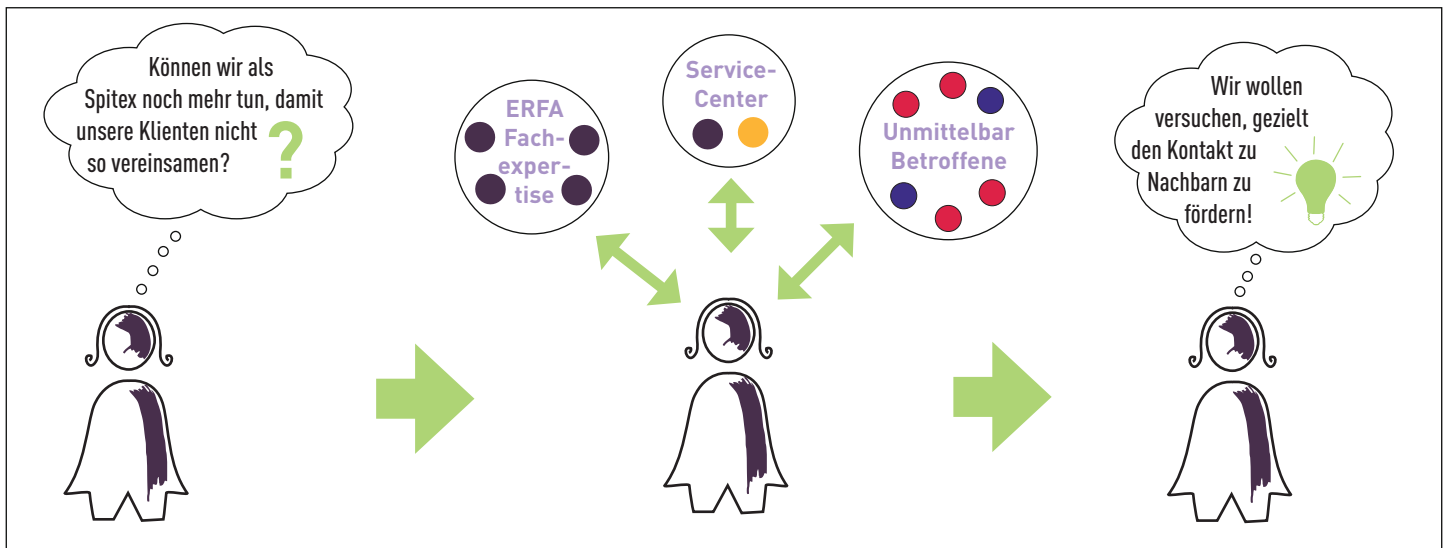 Können wir als
Spitex noch mehr tun, damit
unsere Klienten nicht
so vereinsamen?
?
ERFA
Fach-
exper-
tise
Service-
Center
Unmittelbar
Betroffene
Wir wollen
versuchen, gezielt
den Kontakt zu
Nachbarn zu
fördern!